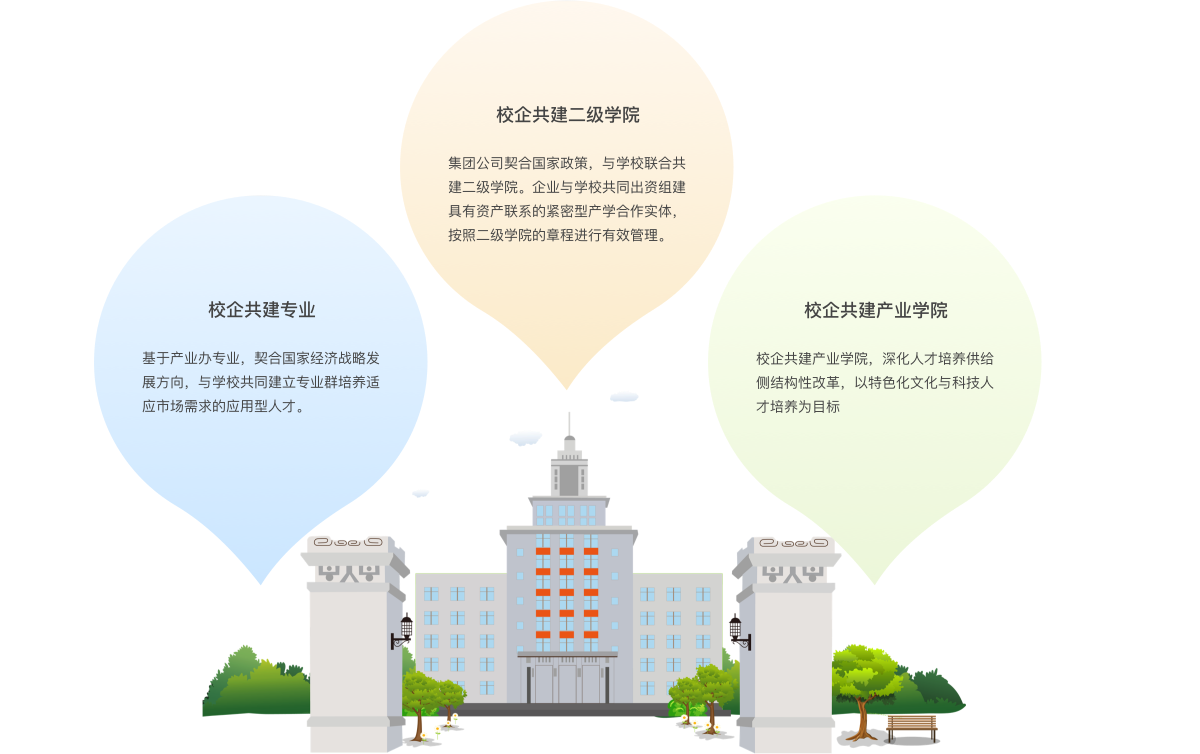 校企共建二级学院
集团公司契合国家政策，与学校联合共
建二级学院。企业与学校共同出资组建
具有资产联系的紧密型产学合作实体，
按照二级学院的章程进行有效管理。
校企共建专业
基于产业办专业，契合国家经济战略发
展方向，与学校共同建立专业群培养适
应市场需求的应用型人才。
校企共建产业学院
校企共建产业学院，深化人才培养供给
侧结构性改革，以特色化文化与科技人
才培养为目标